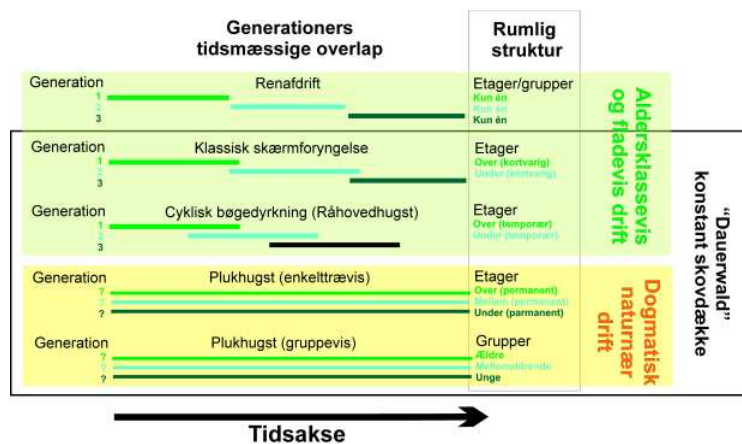 Generationers
tidsmæssige overlap
Rumlig
struktur
Generation
Renafdrift
Etager/grupper
1
2
3
Kun én
Kun én
Kun én
Generation
Klassisk skærmforyngelse
Etager
1
2
3
Over (kortvarig)
Under (kortvarig)
Generation
Cyklisk bøgedyrkning (Råhovedhugst)
Etager
1
2
3
Over (temporær)
Under (temporær)
Aldersklassevis
og fladevis drift
Generation
Plukhugst (enkelttrævis)
Etager
?
?
?
Over (permanent)
Mellem (permanent)
Under (parmanent)
Generation
Plukhugst (gruppevis)
Grupper
?
?
?
Ældre
Mellemaldrende
Unge
Dogmatisk
naturnær
drift
"Dauerwald"
konstant skovdække
Tidsakse